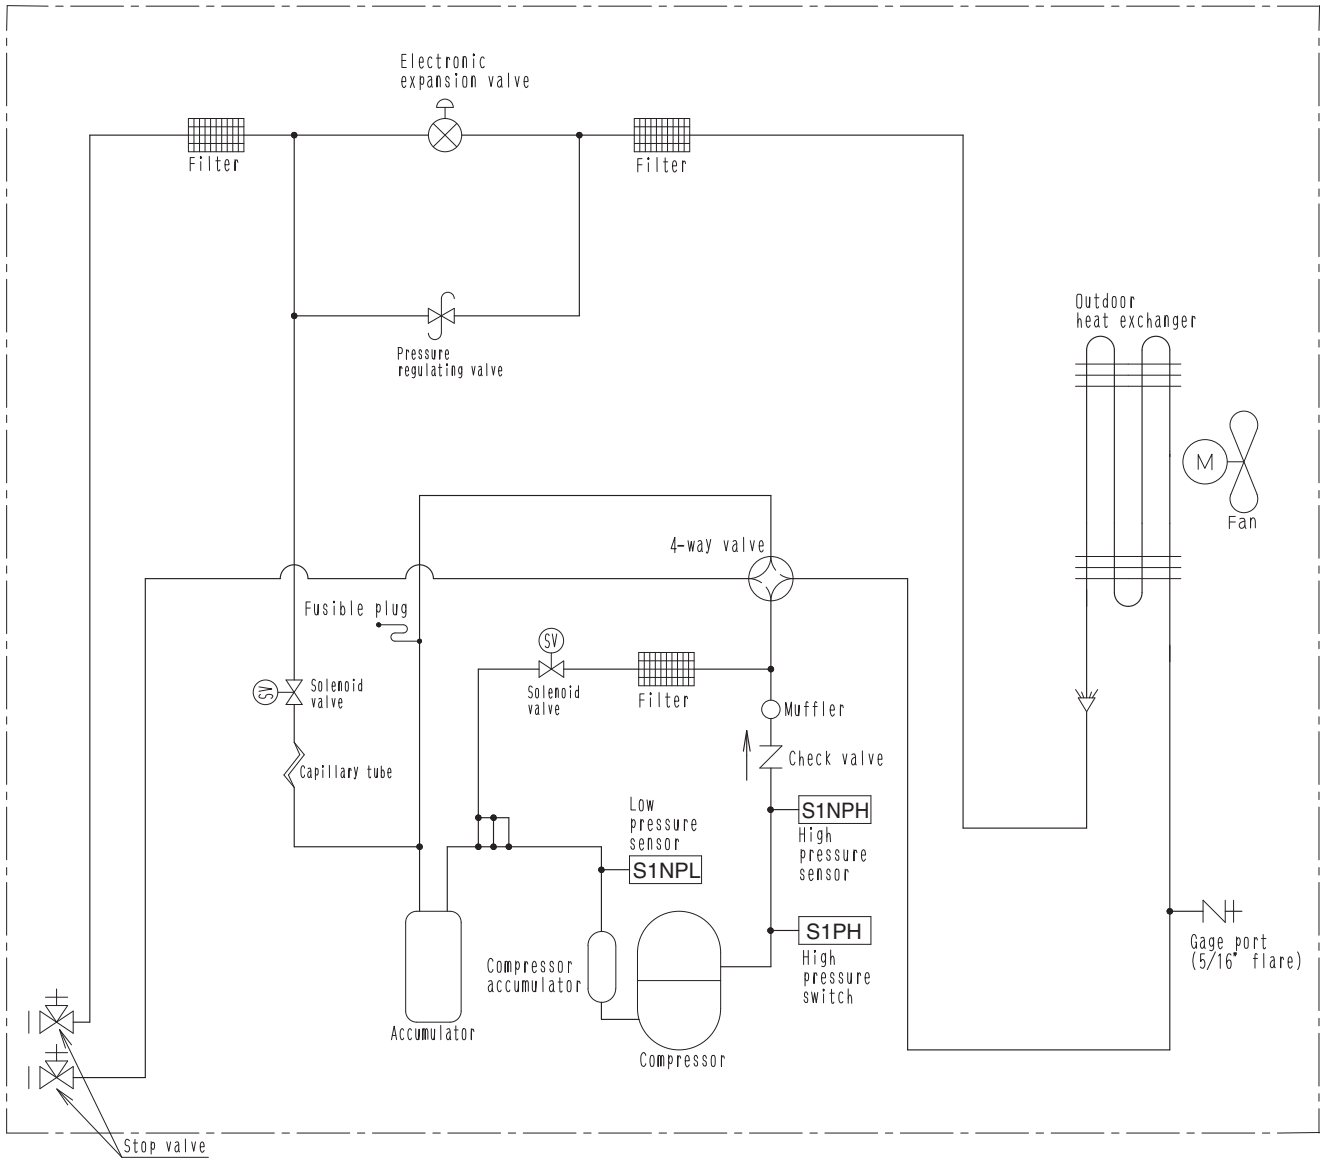 Electronic
expansion valve
Filter
Filter
Pressure
regulating valve
Outdoor
heat exchanger
M
Fan
4-way valve
Fusible plug
SV
Solenoid
valve
Filter
SV
Solenoid
valve
Muffler
Check valve
Capillary tube
Low
pressure
sensor
S1NPL
S1NPH
High
pressure
sensor
S1PH
High
pressure
switch
Gage port
(5/16" flare)
Compressor
accumulator
Accumulator
Compressor
Stop valve